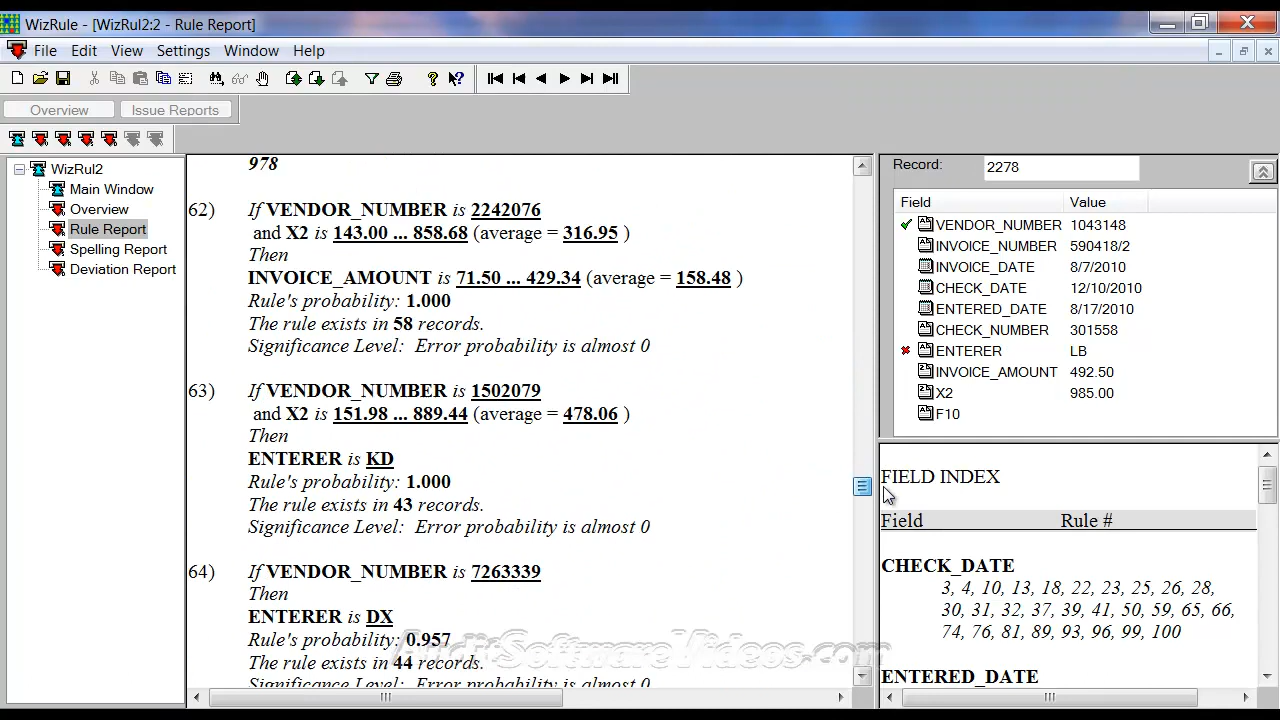 WizRule - [WizRul2:2 - Rule Report]
File Edit View Settings Window Help
Overview Issue Reports
WizRul2
Main Window
Overview
Rule Report
Spelling Report
Deviation Report
978
62) If VENDOR_NUMBER is 2242076
and X2 is 143.00 ... 858.68 (average = 316.95 )
Then
INVOICE_AMOUNT is 71.50 ... 429.34 (average = 158.48 )
Rule's probability: 1.000
The rule exists in 58 records.
Significance Level: Error probability is almost 0
63) If VENDOR_NUMBER is 1502079
and X2 is 151.98 ... 889.44 (average = 478.06 )
Then
ENTERER is KD
Rule's probability: 1.000
The rule exists in 43 records.
Significance Level: Error probability is almost 0
64) If VENDOR_NUMBER is 7263339
Then
ENTERER is DX
Rule's probability: 0.957
The rule exists in 44 records.
Significance Level: Error probability is almost 0
Record: 2278
Field Value
VENDOR_NUMBER 1043148
INVOICE_NUMBER 590418/2
INVOICE_DATE 8/7/2010
CHECK_DATE 12/10/2010
ENTERED_DATE 8/17/2010
CHECK_NUMBER 301558
ENTERER LB
INVOICE_AMOUNT 492.50
X2 985.00
F10
FIELD INDEX
Field Rule #
CHECK_DATE
3, 4, 10, 13, 18, 22, 23, 25, 26, 28,
30, 31, 32, 37, 39, 41, 50, 59, 65, 66,
74, 76, 81, 89, 93, 96, 99, 100
ENTERED_DATE
AuditSoftwareVideos.com